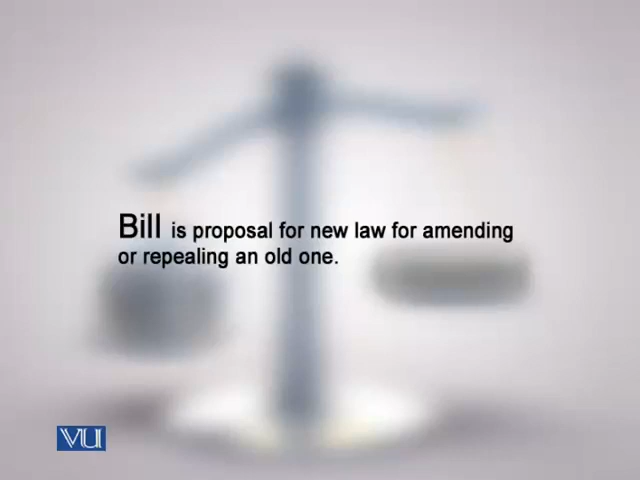 Bill is proposal for new law for amending
or repealing an old one.
VU